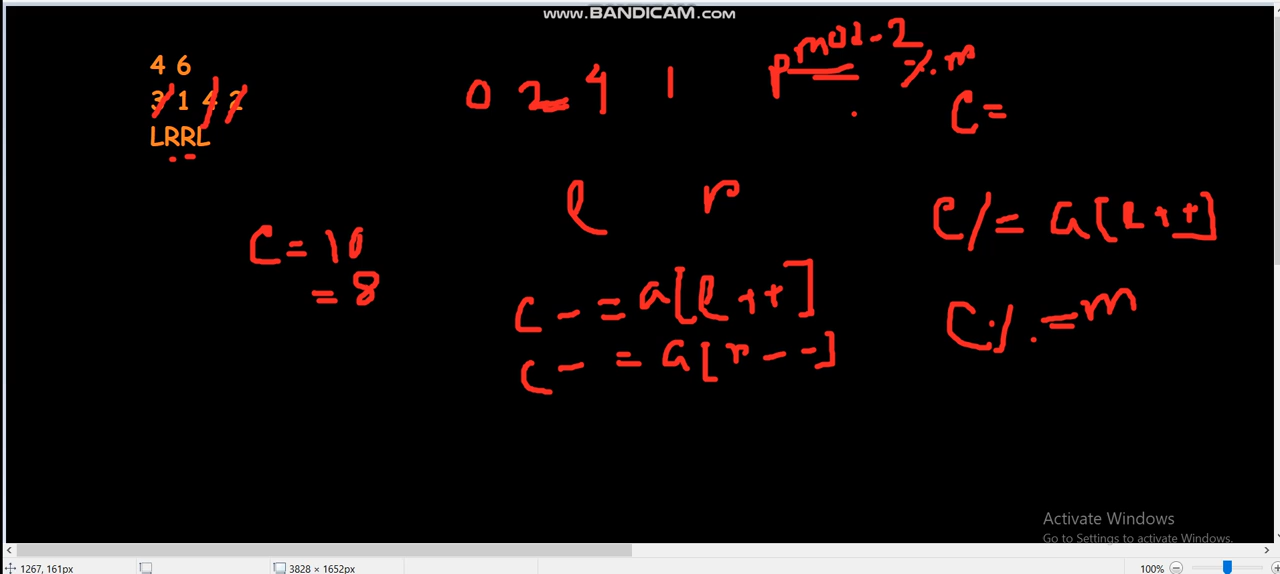 www.BANDICAM.com
4 6
3 1 4 2
LRRL
0 2 4 1
p^mod-2 %m
C =
l r
C = 10
= 8
C - = a[l++]
C - = a[r--]
C /= a[l++]
C % = m
Activate Windows
Go to Settings to activate Windows.
1267, 161px
3828 × 1652px
100%